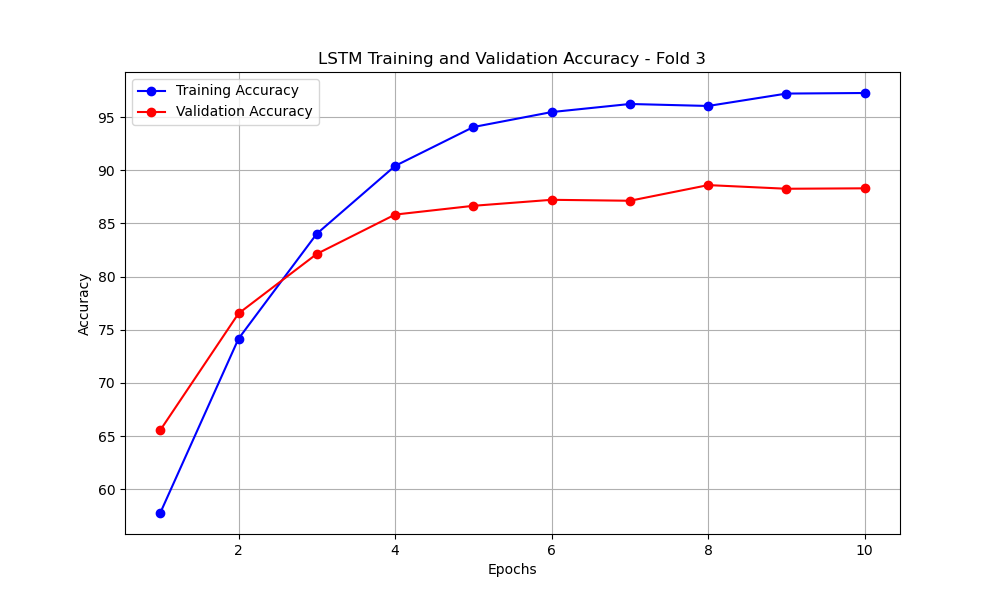 LSTM Training and Validation Accuracy - Fold 3
Training Accuracy
Validation Accuracy
95
90
85
80
75
70
65
60
Accuracy
2 4 6 8 10
Epochs